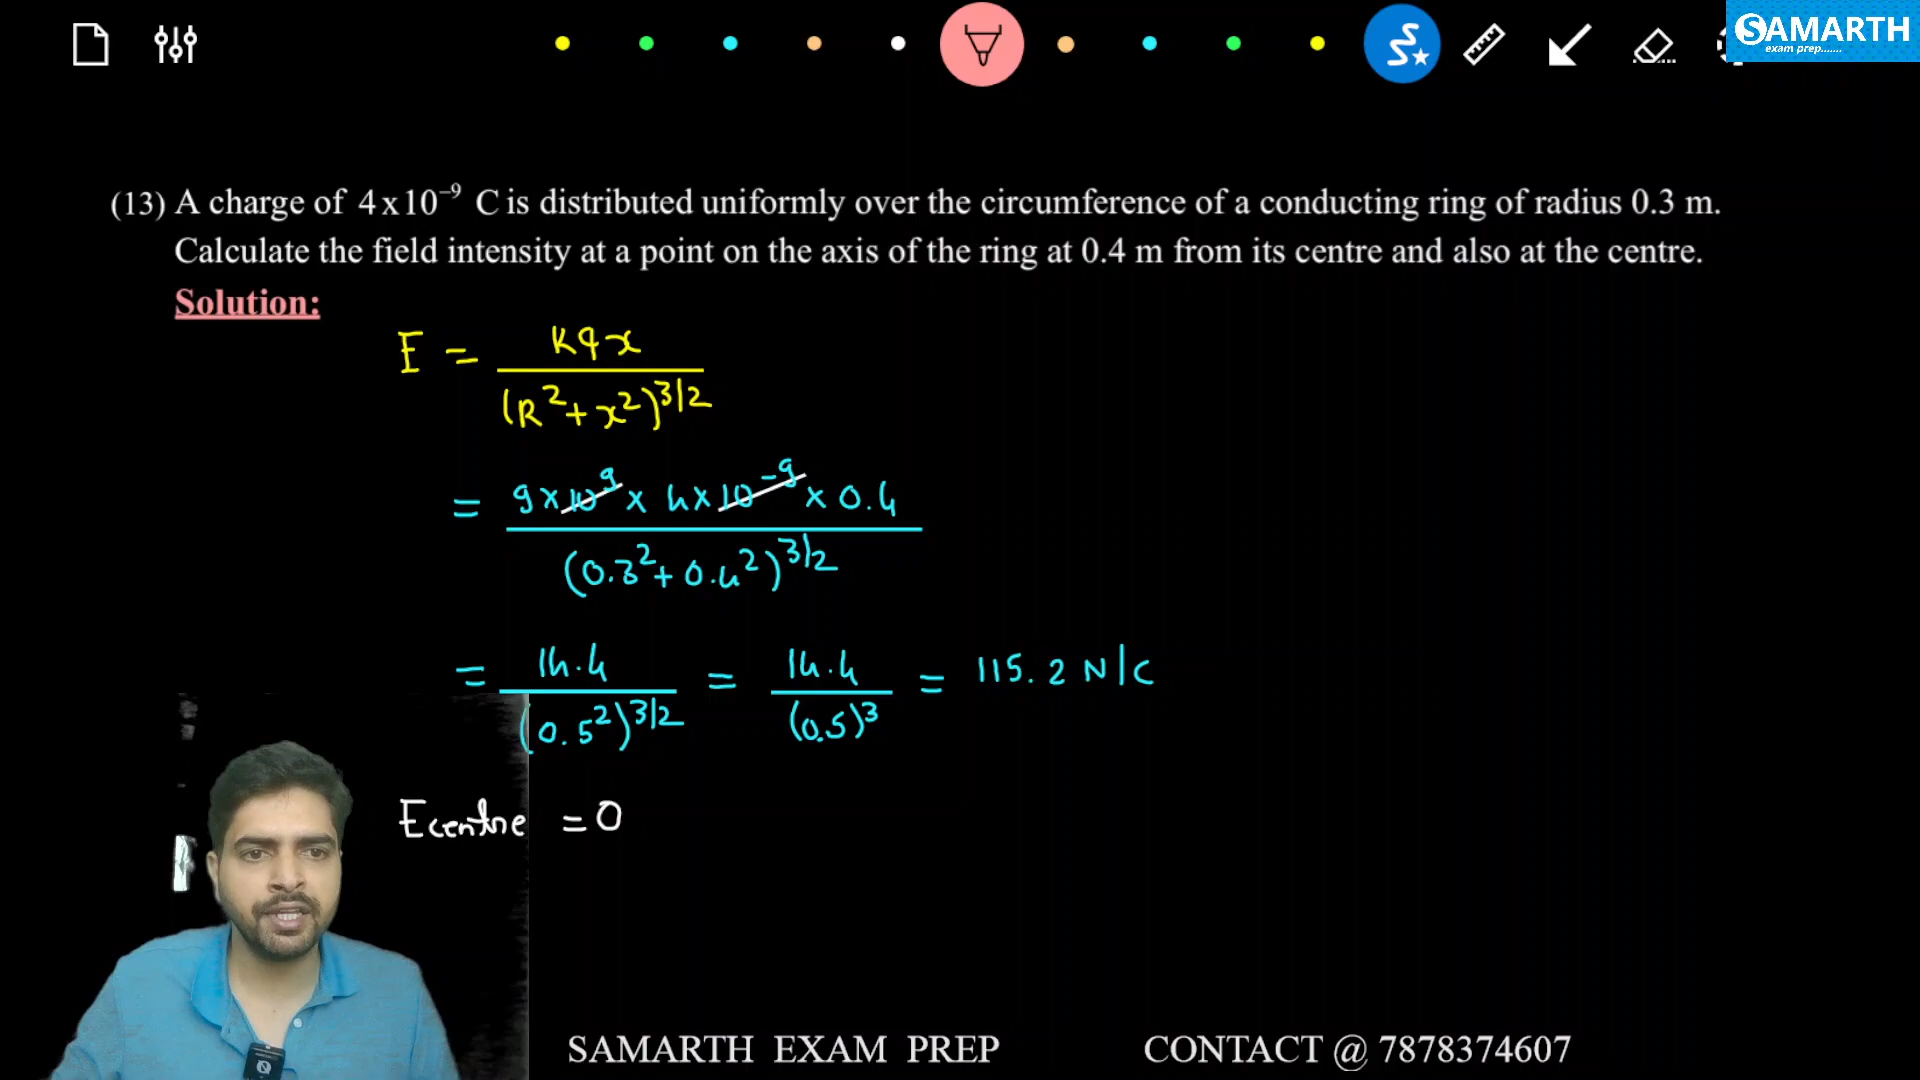 SAMARTH
exam prep.......
(13) A charge of 4x10⁻⁹ C is distributed uniformly over the circumference of a conducting ring of radius 0.3 m.
Calculate the field intensity at a point on the axis of the ring at 0.4 m from its centre and also at the centre.
Solution:
E = Kqx / (R²+x²)^3/2
= 9×10⁹ × 4×10⁻⁹ × 0.4 / (0.3²+0.4²)^3/2
= 14.4 / (0.5²)^3/2 = 14.4 / (0.5)³ = 115.2 N/C
Ecentre = 0
SAMARTH EXAM PREP CONTACT @ 7878374607